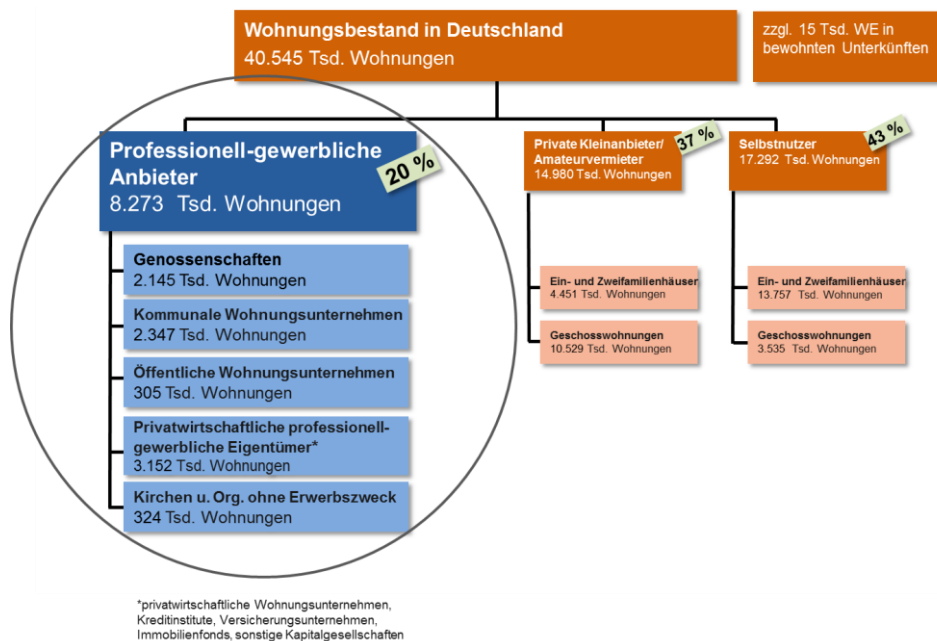 Wohnungsbestand in Deutschland
40.545 Tsd. Wohnungen
zzgl. 15 Tsd. WE in
bewohnten Unterkünften
Professionell-gewerbliche
Anbieter
8.273 Tsd. Wohnungen
20 %
Private Kleinanbieter/
Amateurvermieter
14.980 Tsd. Wohnungen
37 %
Selbstnutzer
17.292 Tsd. Wohnungen
43 %
Genossenschaften
2.145 Tsd. Wohnungen
Kommunale Wohnungsunternehmen
2.347 Tsd. Wohnungen
Öffentliche Wohnungsunternehmen
305 Tsd. Wohnungen
Privatwirtschaftliche professionell-
gewerbliche Eigentümer*
3.152 Tsd. Wohnungen
Kirchen u. Org. ohne Erwerbszweck
324 Tsd. Wohnungen
Ein- und Zweifamilienhäuser
4.451 Tsd. Wohnungen
Geschosswohnungen
10.529 Tsd. Wohnungen
Ein- und Zweifamilienhäuser
13.757 Tsd. Wohnungen
Geschosswohnungen
3.535 Tsd. Wohnungen
*privatwirtschaftliche Wohnungsunternehmen,
Kreditinstitute, Versicherungsunternehmen,
Immobilienfonds, sonstige Kapitalgesellschaften